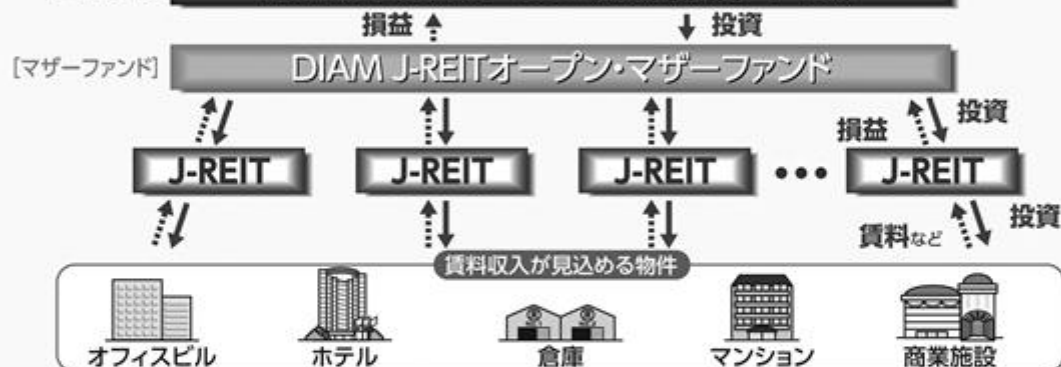 損益 投資
[マザーファンド] DIAM J-REITオープン・マザーファンド
損益 投資
J-REIT J-REIT J-REIT ••• J-REIT
賃料など 投資
賃料収入が見込める物件
オフィスビル ホテル 倉庫 マンション 商業施設